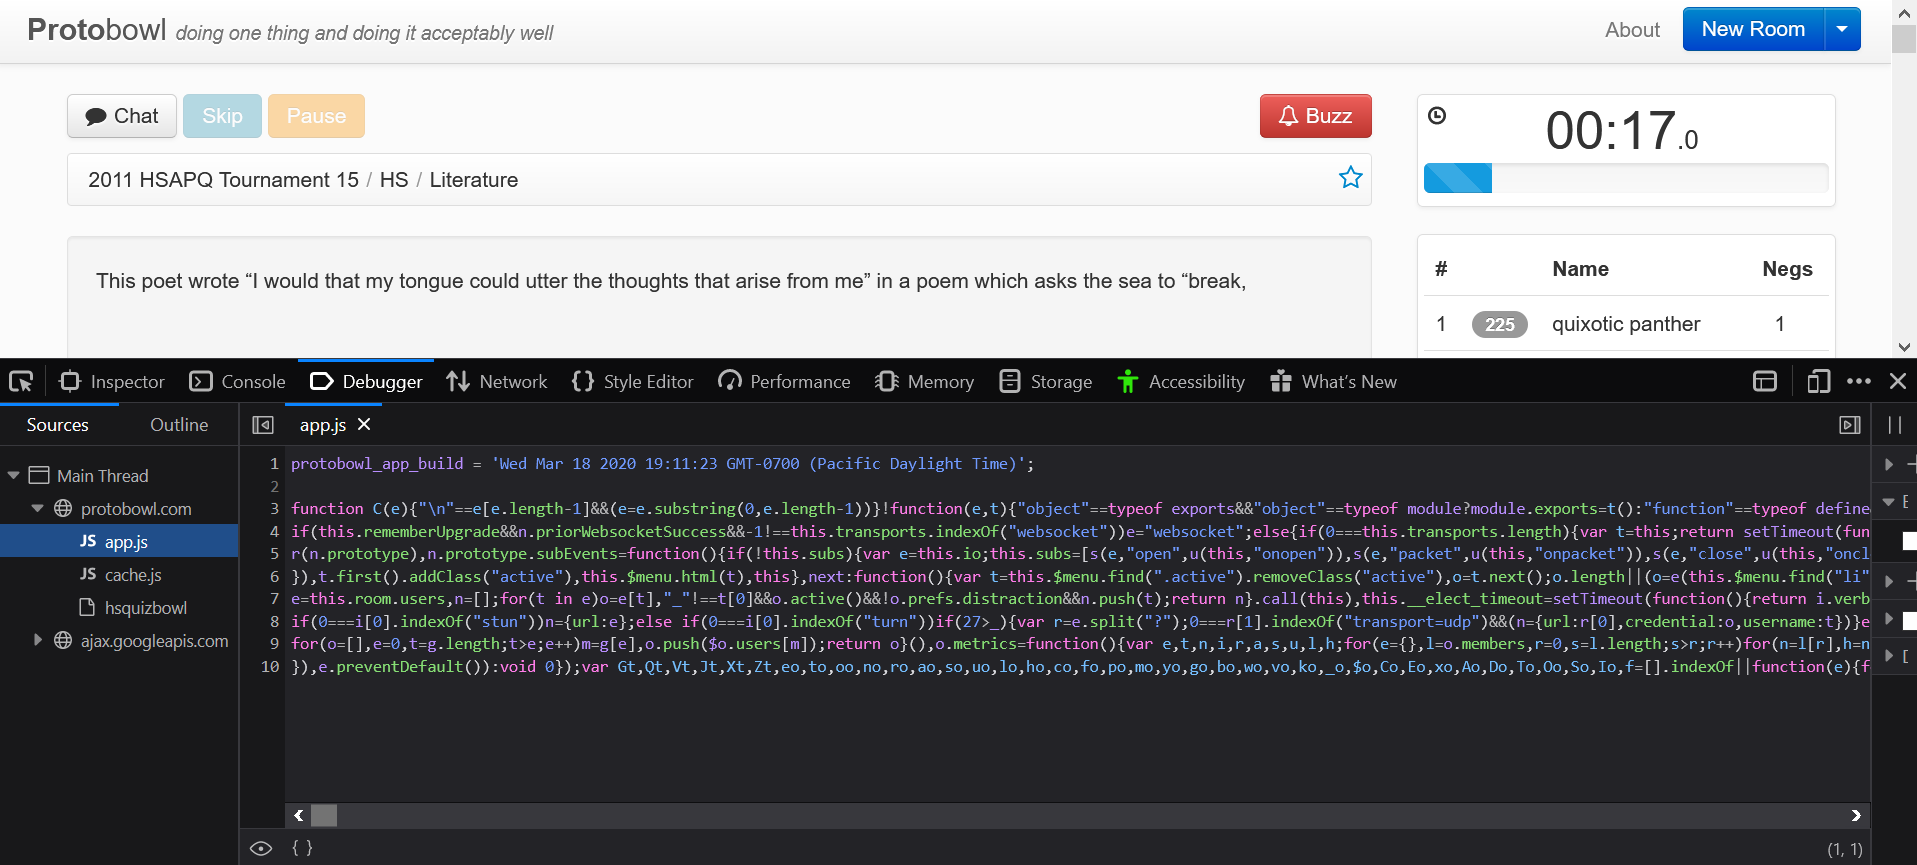 Protobowl doing one thing and doing it acceptably well
About
New Room
Chat
Skip
Pause
Buzz
00:17.0
2011 HSAPQ Tournament 15 / HS / Literature
This poet wrote “I would that my tongue could utter the thoughts that arise from me” in a poem which asks the sea to “break,
# Name Negs
1 225 quixotic panther 1
Inspector
Console
Debugger
Network
Style Editor
Performance
Memory
Storage
Accessibility
What's New
Sources
Outline
app.js
Main Thread
protobowl.com
JS app.js
JS cache.js
hsquizbowl
ajax.googleapis.com
1 protobowl_app_build = 'Wed Mar 18 2020 19:11:23 GMT-0700 (Pacific Daylight Time)';
2
3 function C(e){"\n"==e[e.length-1]&&(e=e.substring(0,e.length-1))}!function(e,t){"object"==typeof exports&&"object"==typeof module?module.exports=t():"function"==typeof define
4 if(this.rememberUpgrade&&n.priorWebsocketSuccess&&-1!==this.transports.indexOf("websocket"))e="websocket";else{if(0===this.transports.length){var t=this;return setTimeout(fun
5 r(n.prototype),n.prototype.subEvents=function(){if(!this.subs){var e=this.io;this.subs=[s(e,"open",u(this,"onopen")),s(e,"packet",u(this,"onpacket")),s(e,"close",u(this,"oncl
6 }),t.first().addClass("active"),this.$menu.html(t),this},next:function(){var t=this.$menu.find(".active").removeClass("active"),o=t.next();o.length||(o=e(this.$menu.find("li"
7 e=this.room.users,n=[];for(t in e)o=e[t],"_"!==t[0]&&o.active()&&!o.prefs.distraction&&n.push(t);return n}.call(this),this.__elect_timeout=setTimeout(function(){return i.verb
8 if(0===i[0].indexOf("stun"))n={url:e};else if(0===i[0].indexOf("turn"))if(27>_){var r=e.split("?");0===r[1].indexOf("transport=udp")&&(n={url:r[0],credential:o,username:t})}e
9 for(o=[],e=0,t=g.length;t>e;e++)m=g[e],o.push($o.users[m]);return o}(),o.metrics=function(){var e,t,n,i,r,a,s,u,l,h;for(e={},l=o.members,r=0,s=l.length;s>r;r++)for(n=l[r],h=n
10 }),e.preventDefault()):void 0});var Gt,Qt,Vt,Jt,Xt,Zt,eo,to,oo,no,ro,ao,so,uo,lo,ho,co,fo,po,mo,yo,go,bo,wo,vo,ko,_o,$o,Co,Eo,xo,Ao,Do,To,Oo,So,Io,f=[].indexOf||function(e){f
{ }
(1, 1)